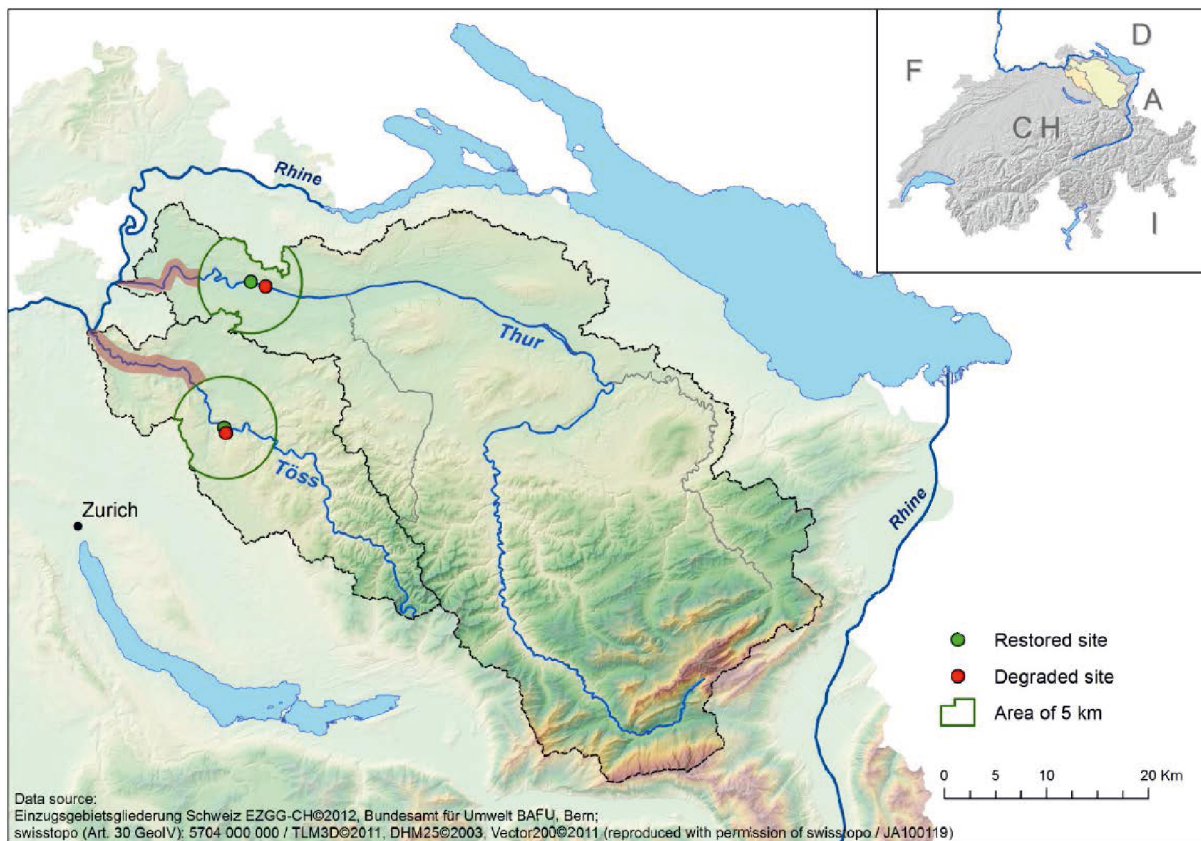 D
F
A
C H
I
Rhine
Thur
Töss
Zurich
Rhine
Restored site
Degraded site
Area of 5 km
0 5 10 20 Km
Data source:
Einzugsgebietsgliederung Schweiz EZGG-CH©2012, Bundesamt für Umwelt BAFU, Bern;
swisstopo (Art. 30 GeoIV): 5704 000 000 / TLM3D©2011, DHM25©2003, Vector200©2011 (reproduced with permission of swisstopo / JA100119)